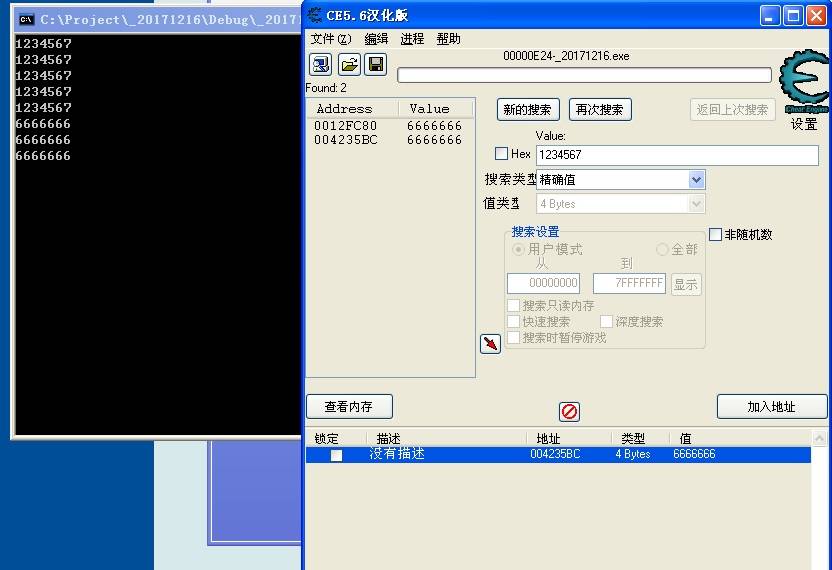 C:\Project\_20171216\Debug\_2017
1234567
1234567
1234567
1234567
1234567
6666666
6666666
6666666
CE5.6汉化版
文件(Z) 编缉 进程 帮助
00000E24-_20171216.exe
Found: 2
Address Value
0012FC80 6666666
004235BC 6666666
新的搜索 再次搜索 返回上次搜索
Cheat Engine
设置
Value:
Hex 1234567
搜索类型 精确值
值类型 4 Bytes
搜索设置
用户模式 全部
从 到
00000000 7FFFFFFF 显示
搜索只读内存
快速搜索 深度搜索
搜索时暂停游戏
非随机数
查看内存 加入地址
锁定 描述 地址 类型 值
没有描述 004235BC 4 Bytes 6666666